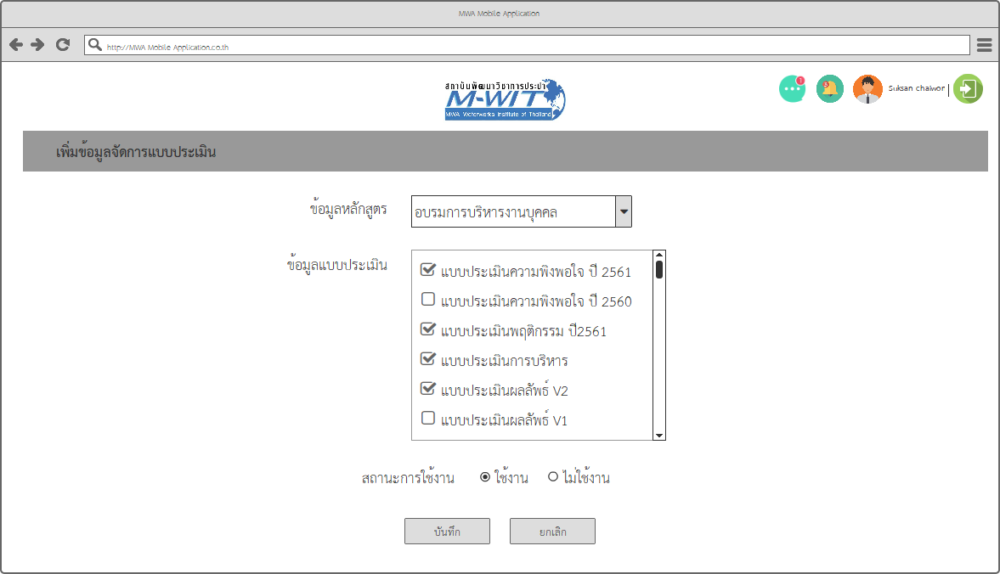 MWA Mobile Application
http://MWA Mobile Application.co.th
สถาบันพัฒนาวิชาการประปา
M-WIT
MWA Waterworks Institute of Thailand
1
3
Suksan chaiwon
เพิ่มข้อมูลจัดการแบบประเมิน
ข้อมูลหลักสูตร อบรมการบริหารงานบุคคล
ข้อมูลแบบประเมิน
แบบประเมินความพึงพอใจ ปี 2561
แบบประเมินความพึงพอใจ ปี 2560
แบบประเมินพฤติกรรม ปี2561
แบบประเมินการบริหาร
แบบประเมินผลลัพธ์ V2
แบบประเมินผลลัพธ์ V1
สถานะการใช้งาน ใช้งาน ไม่ใช้งาน
บันทึก ยกเลิก